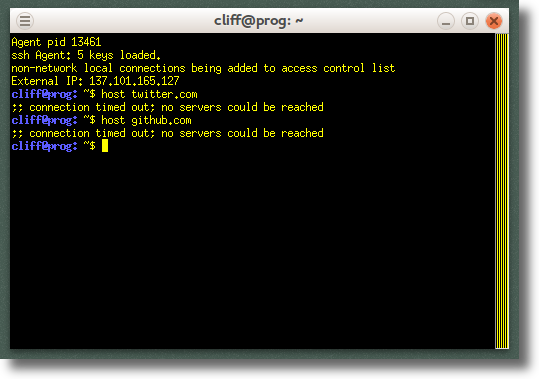 cliff@prog: ~
Agent pid 13461
ssh Agent: 5 keys loaded.
non-network local connections being added to access control list
External IP: 137.101.165.127
cliff@prog: ~$ host twitter.com
;; connection timed out; no servers could be reached
cliff@prog: ~$ host github.com
;; connection timed out; no servers could be reached
cliff@prog: ~$